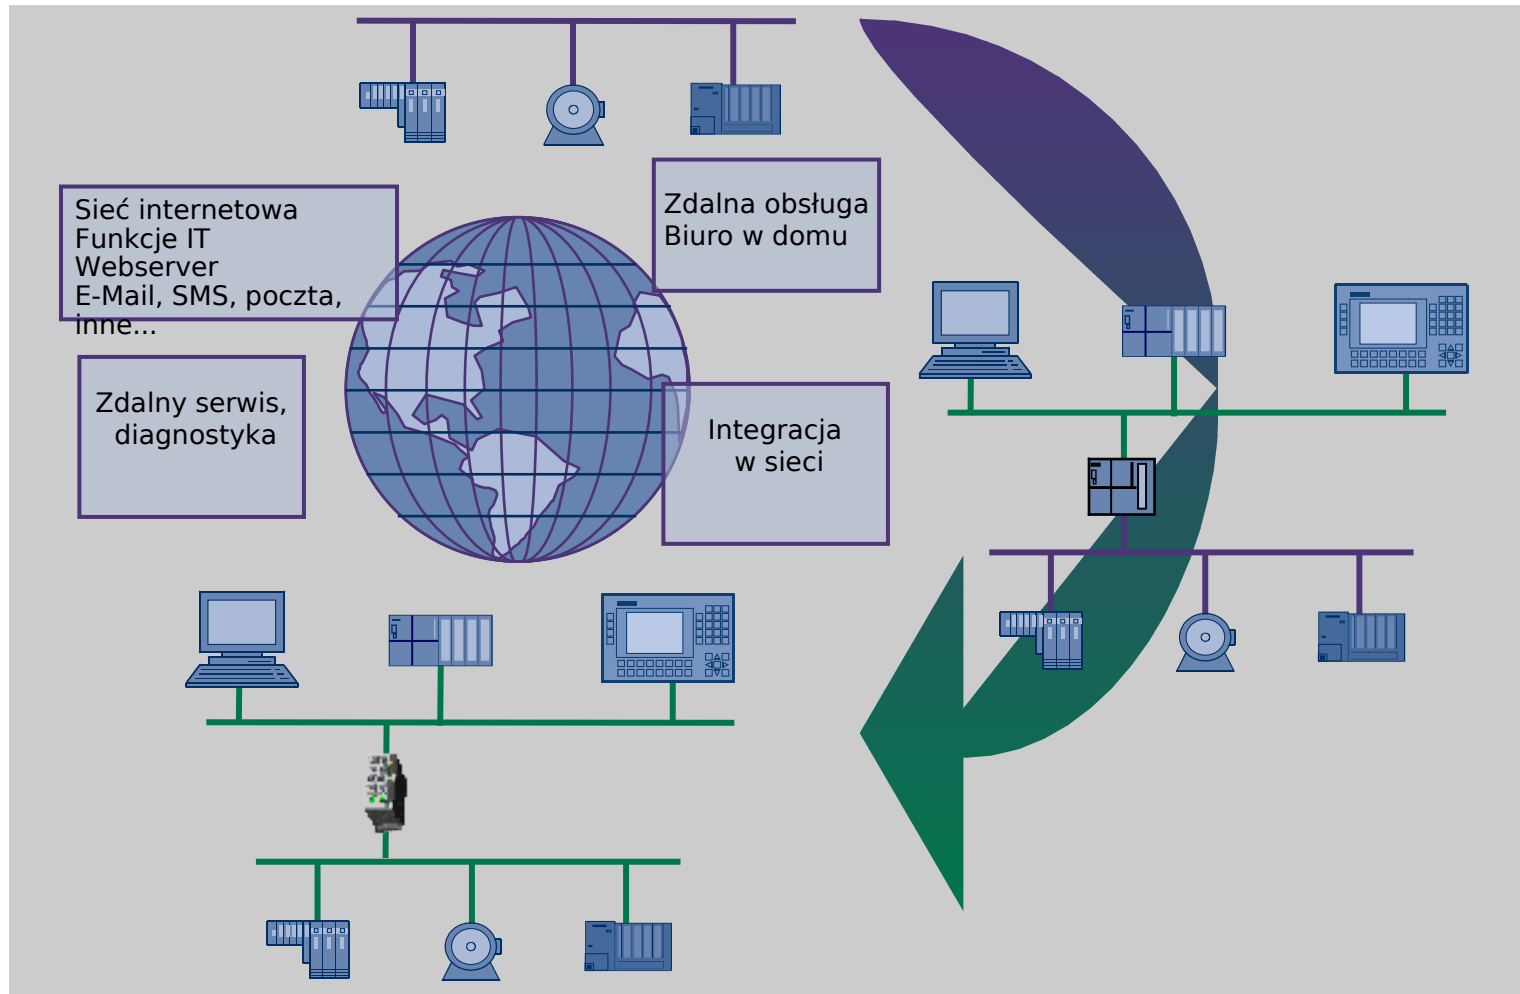 Sieć internetowa
Funkcje IT
Webserver
E-Mail, SMS, poczta,
inne...
Zdalna obsługa
Biuro w domu
Zdalny serwis,
diagnostyka
Integracja
w sieci